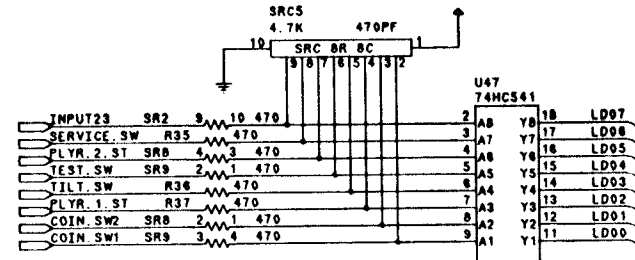 SRC5
4.7K 470PF
10 SRC 8R 8C 1
9 8 7 6 5 4 3 2
U47
74HC541
INPUT23 SR2 9 10 470 2 A8 Y8 18 LD07
SERVICE.SW R35 470 3 A7 Y7 17 LD06
PLYR.2.ST SR8 4 3 470 4 A6 Y6 16 LD05
TEST.SW SR9 2 1 470 5 A5 Y5 15 LD04
TILT.SW R36 470 6 A4 Y4 14 LD03
PLYR.1.ST R37 470 7 A3 Y3 13 LD02
COIN.SW2 SR8 2 1 470 8 A2 Y2 12 LD01
COIN.SW1 SR9 3 4 470 9 A1 Y1 11 LD00